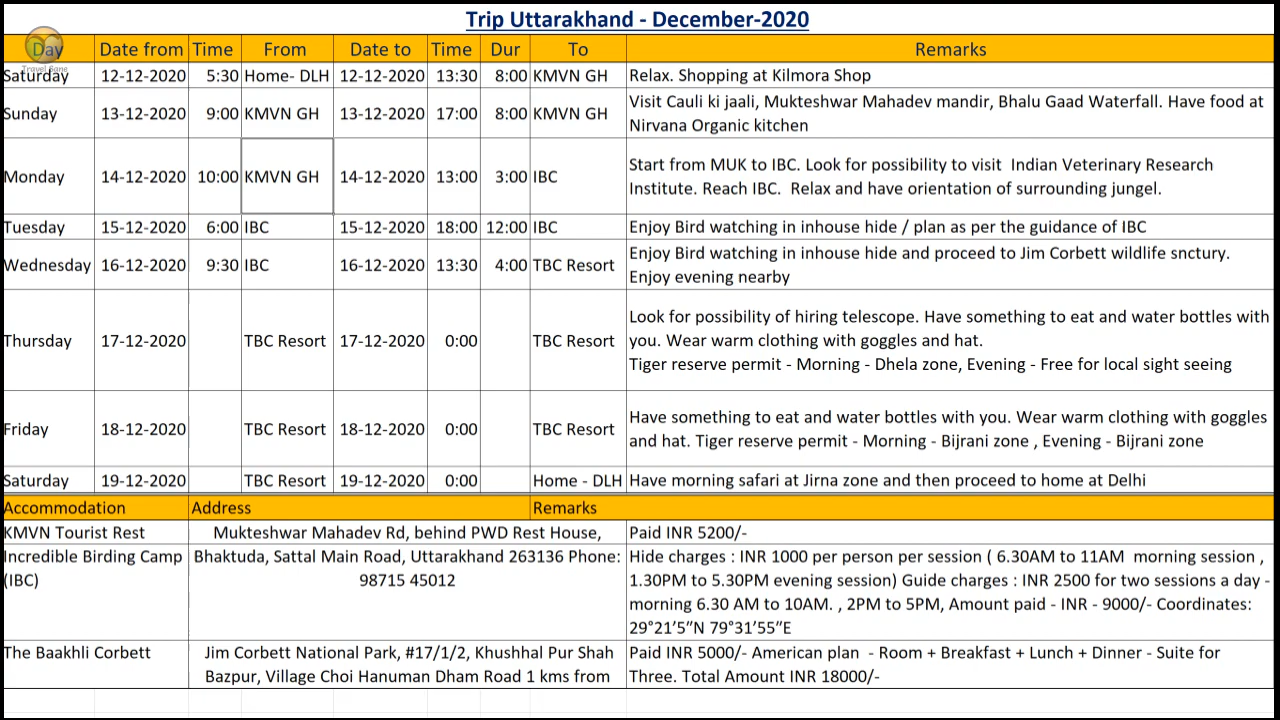 Trip Uttarakhand - December-2020
Day Date from Time From Date to Time Dur To Remarks
Travel Sane
Saturday 12-12-2020 5:30 Home- DLH 12-12-2020 13:30 8:00 KMVN GH Relax. Shopping at Kilmora Shop
Sunday 13-12-2020 9:00 KMVN GH 13-12-2020 17:00 8:00 KMVN GH Visit Cauli ki jaali, Mukteshwar Mahadev mandir, Bhalu Gaad Waterfall. Have food at
Nirvana Organic kitchen
Monday 14-12-2020 10:00 KMVN GH 14-12-2020 13:00 3:00 IBC Start from MUK to IBC. Look for possibility to visit Indian Veterinary Research
Institute. Reach IBC. Relax and have orientation of surrounding jungel.
Tuesday 15-12-2020 6:00 IBC 15-12-2020 18:00 12:00 IBC Enjoy Bird watching in inhouse hide / plan as per the guidance of IBC
Wednesday 16-12-2020 9:30 IBC 16-12-2020 13:30 4:00 TBC Resort Enjoy Bird watching in inhouse hide and proceed to Jim Corbett wildlife snctury.
Enjoy evening nearby
Thursday 17-12-2020 TBC Resort 17-12-2020 0:00 TBC Resort Look for possibility of hiring telescope. Have something to eat and water bottles with
you. Wear warm clothing with goggles and hat.
Tiger reserve permit - Morning - Dhela zone, Evening - Free for local sight seeing
Friday 18-12-2020 TBC Resort 18-12-2020 0:00 TBC Resort Have something to eat and water bottles with you. Wear warm clothing with goggles
and hat. Tiger reserve permit - Morning - Bijrani zone , Evening - Bijrani zone
Saturday 19-12-2020 TBC Resort 19-12-2020 0:00 Home - DLH Have morning safari at Jirna zone and then proceed to home at Delhi
Accommodation Address Remarks
KMVN Tourist Rest Mukteshwar Mahadev Rd, behind PWD Rest House, Paid INR 5200/-
Incredible Birding Camp Bhaktuda, Sattal Main Road, Uttarakhand 263136 Phone: Hide charges : INR 1000 per person per session ( 6.30AM to 11AM morning session ,
(IBC) 98715 45012 1.30PM to 5.30PM evening session) Guide charges : INR 2500 for two sessions a day -
morning 6.30 AM to 10AM. , 2PM to 5PM, Amount paid - INR - 9000/- Coordinates:
29°21'5"N 79°31'55"E
The Baakhli Corbett Jim Corbett National Park, #17/1/2, Khushhal Pur Shah Paid INR 5000/- American plan - Room + Breakfast + Lunch + Dinner - Suite for
Bazpur, Village Choi Hanuman Dham Road 1 kms from Three. Total Amount INR 18000/-